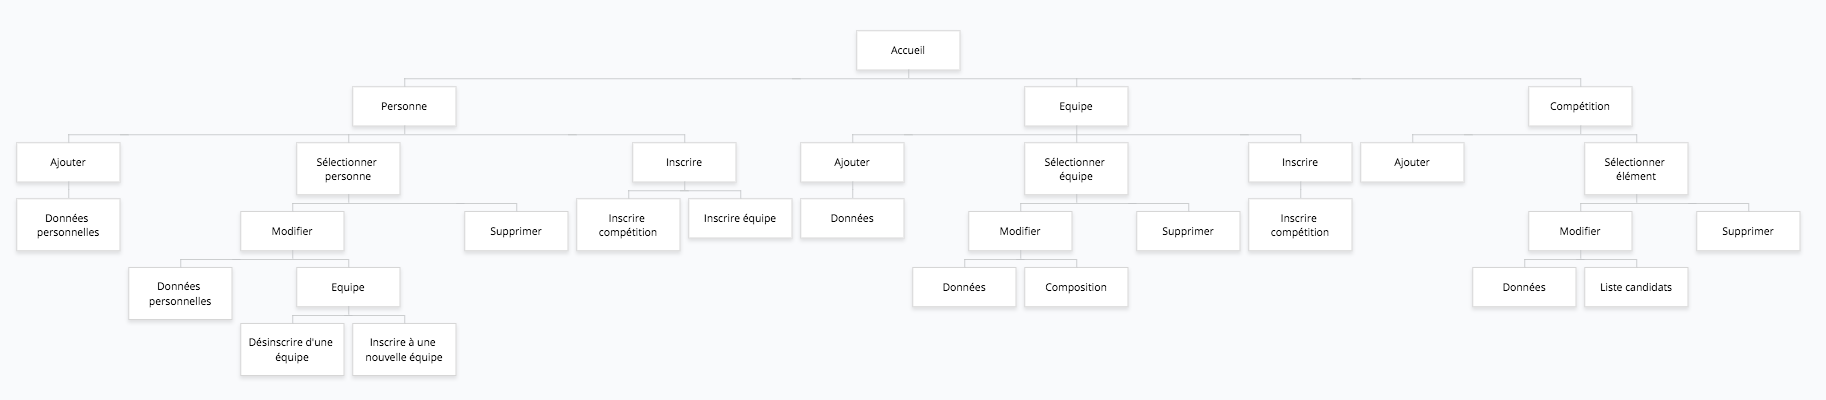 Accueil
Personne
Equipe
Compétition
Ajouter
Sélectionner
personne
Inscrire
Ajouter
Sélectionner
équipe
Inscrire
Ajouter
Sélectionner
élément
Données
personnelles
Modifier
Supprimer
Inscrire
compétition
Inscrire équipe
Données
Modifier
Supprimer
Inscrire
compétition
Modifier
Supprimer
Données
personnelles
Equipe
Données
Composition
Données
Liste candidats
Désinscrire d'une
équipe
Inscrire à une
nouvelle équipe